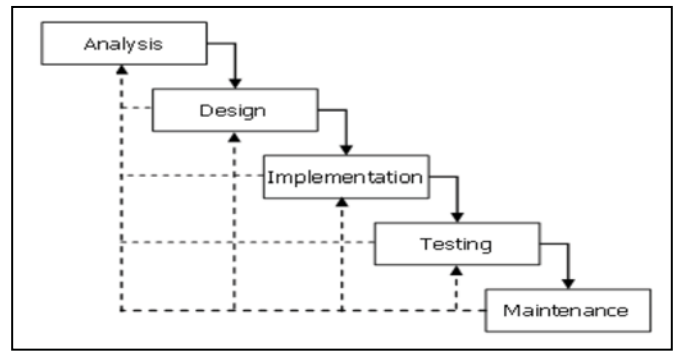 Analysis
Design
Implementation
Testing
Maintenance